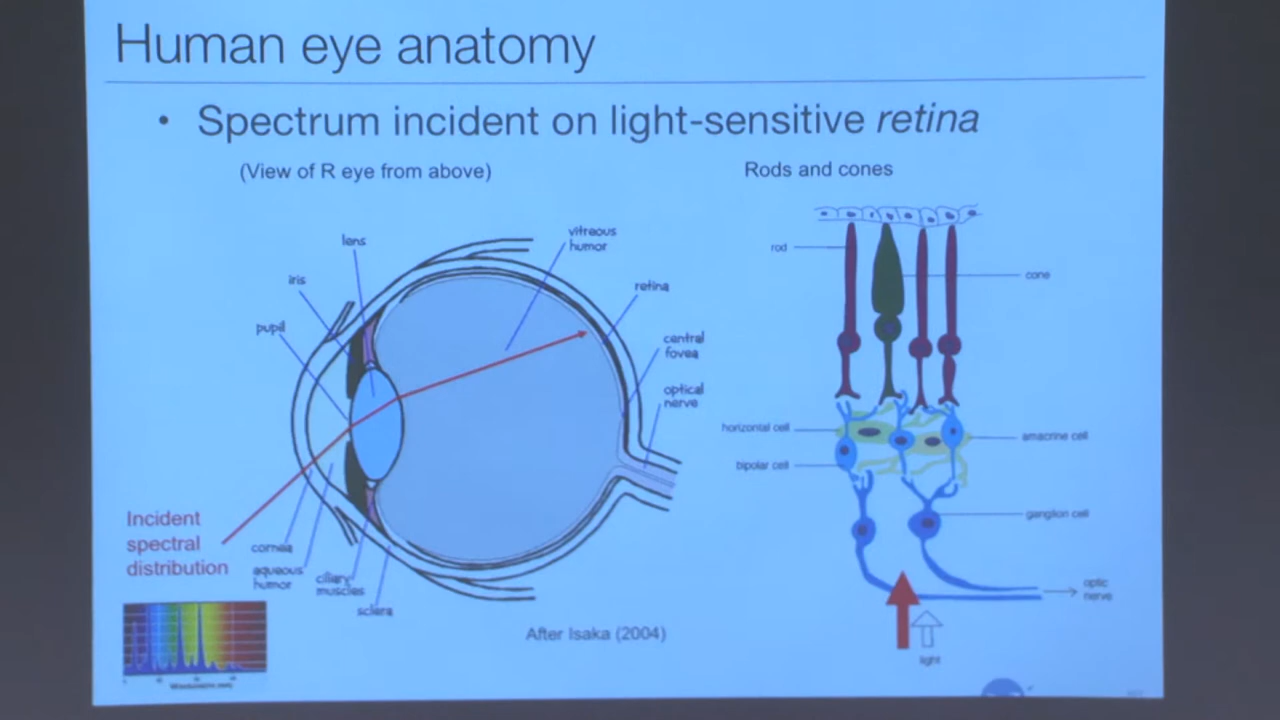 Human eye anatomy
• Spectrum incident on light-sensitive retina
(View of R eye from above)
Rods and cones
lens
vitreous
humor
iris
retina
pupil
central
fovea
optical
nerve
Incident
spectral
distribution
cornea
aqueous
humor
ciliary
muscles
sclera
After Isaka (2004)
rod
cone
horizontal cell
amacrine cell
bipolar cell
ganglion cell
optic
nerve
light